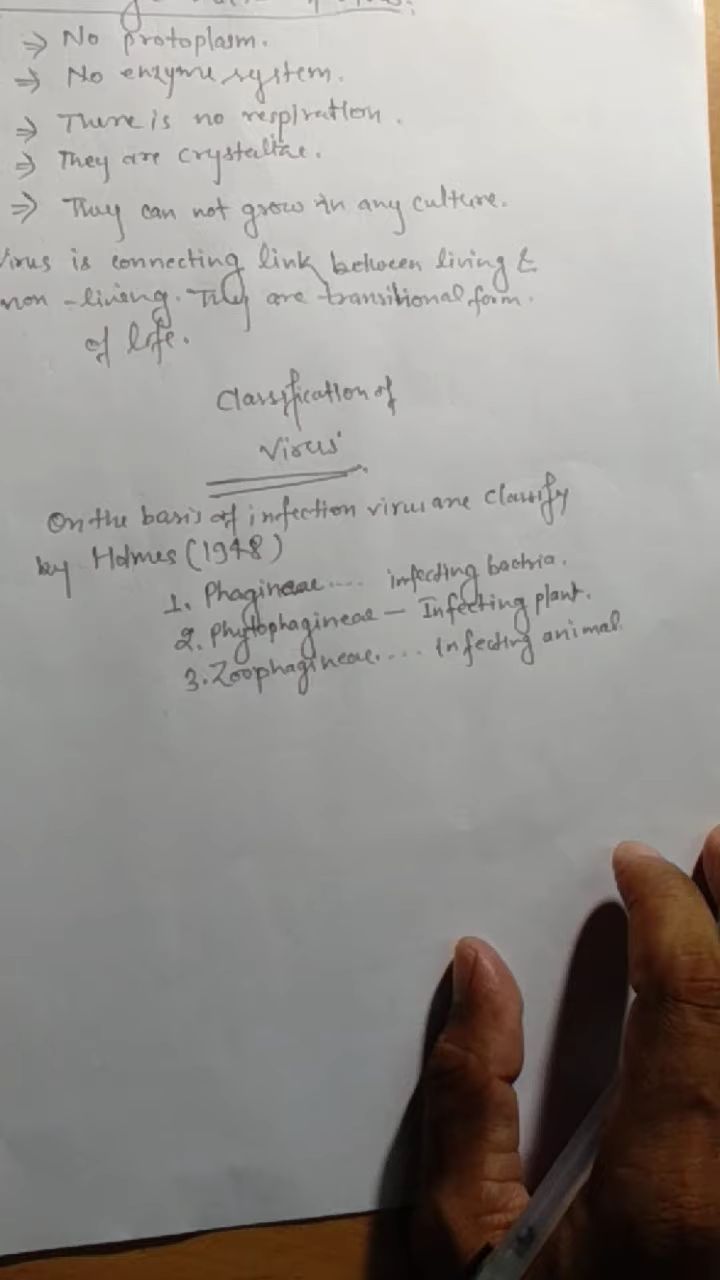 ⇒ No protoplasm.
⇒ No enzyme system.
⇒ There is no respiration.
⇒ They are crystallize.
⇒ They can not grow in any culture.
Virus is connecting link between living &
non-living. They are transitional form.
of life.
Classification of
Virus
On the basis of infection virus are classify
by Holmes (1948)
1. Phagineae.... infecting bactria.
2. Phytophagineae - Infecting plant.
3. Zoophagineae.... Infecting animal